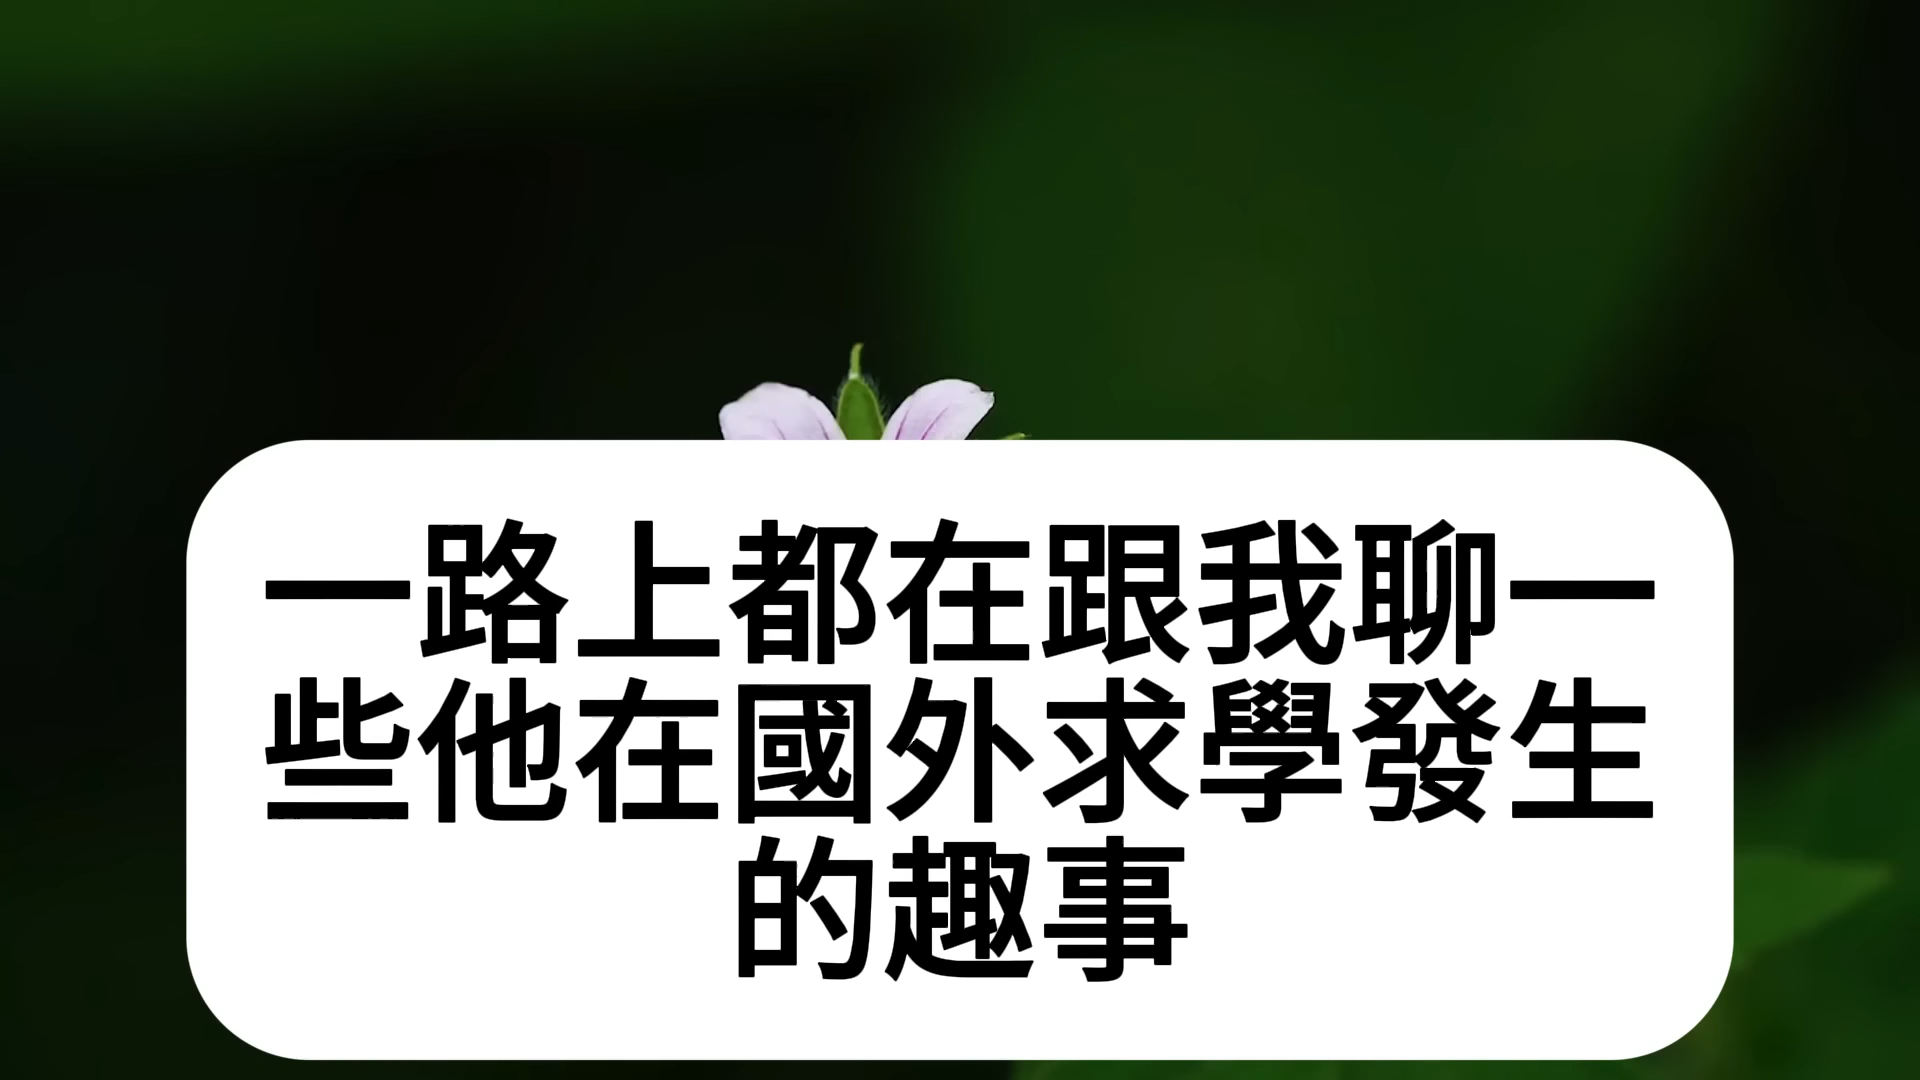 一路上都在跟我聊一
些他在國外求學發生
的趣事